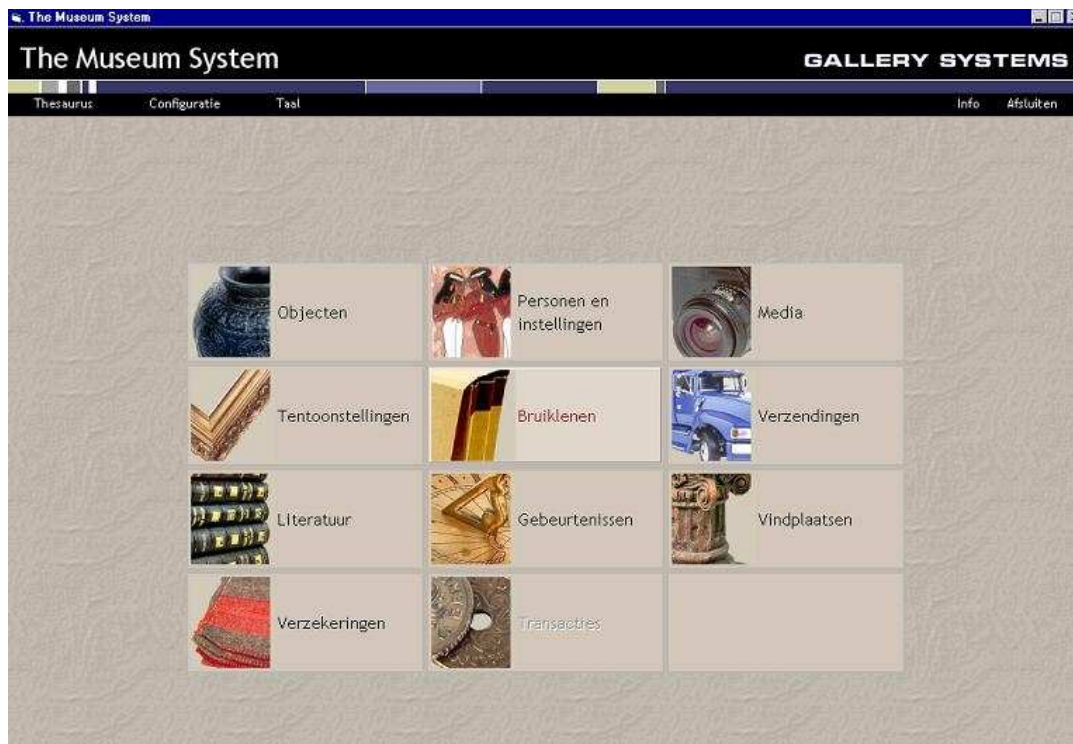 The Museum System
The Museum System
GALLERY SYSTEMS
Thesaurus Configuratie Taal Info Afsluiten
Objecten
Personen en
instellingen
Media
Tentoonstellingen
Bruiklenen
Verzendingen
Literatuur
Gebeurtenissen
Vindplaatsen
Verzekeringen
Transacties